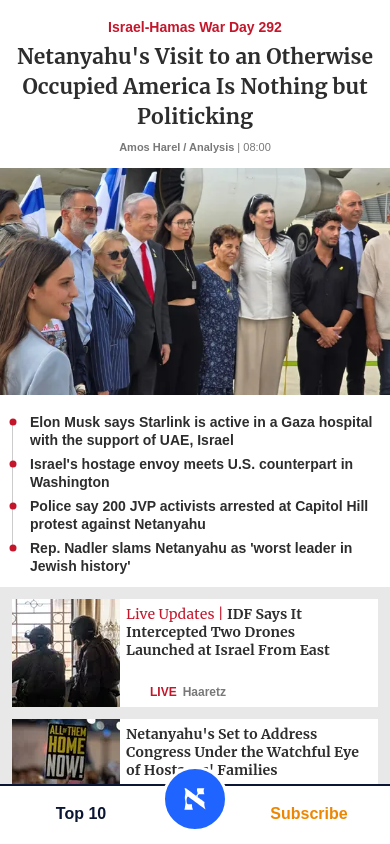 Israel-Hamas War Day 292
Netanyahu's Visit to an Otherwise
Occupied America Is Nothing but
Politicking
Amos Harel / Analysis | 08:00
Elon Musk says Starlink is active in a Gaza hospital
with the support of UAE, Israel
Israel's hostage envoy meets U.S. counterpart in
Washington
Police say 200 JVP activists arrested at Capitol Hill
protest against Netanyahu
Rep. Nadler slams Netanyahu as 'worst leader in
Jewish history'
Live Updates | IDF Says It
Intercepted Two Drones
Launched at Israel From East
LIVE Haaretz
ALL OF THEM
HOME
NOW!
Netanyahu's Set to Address
Congress Under the Watchful Eye
of Families
Top 10
Subscribe